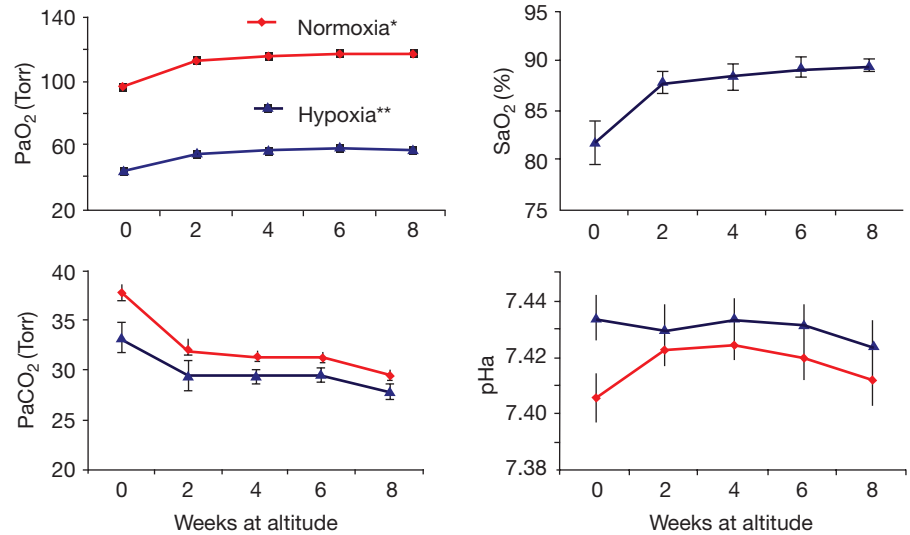 PaO2 (Torr)
140
100
60
20
Normoxia*
Hypoxia**
0 2 4 6 8
SaO2 (%)
95
90
85
80
75
0 2 4 6 8
PaCO2 (Torr)
40
35
30
25
20
0 2 4 6 8
Weeks at altitude
pHa
7.44
7.42
7.40
7.38
0 2 4 6 8
Weeks at altitude